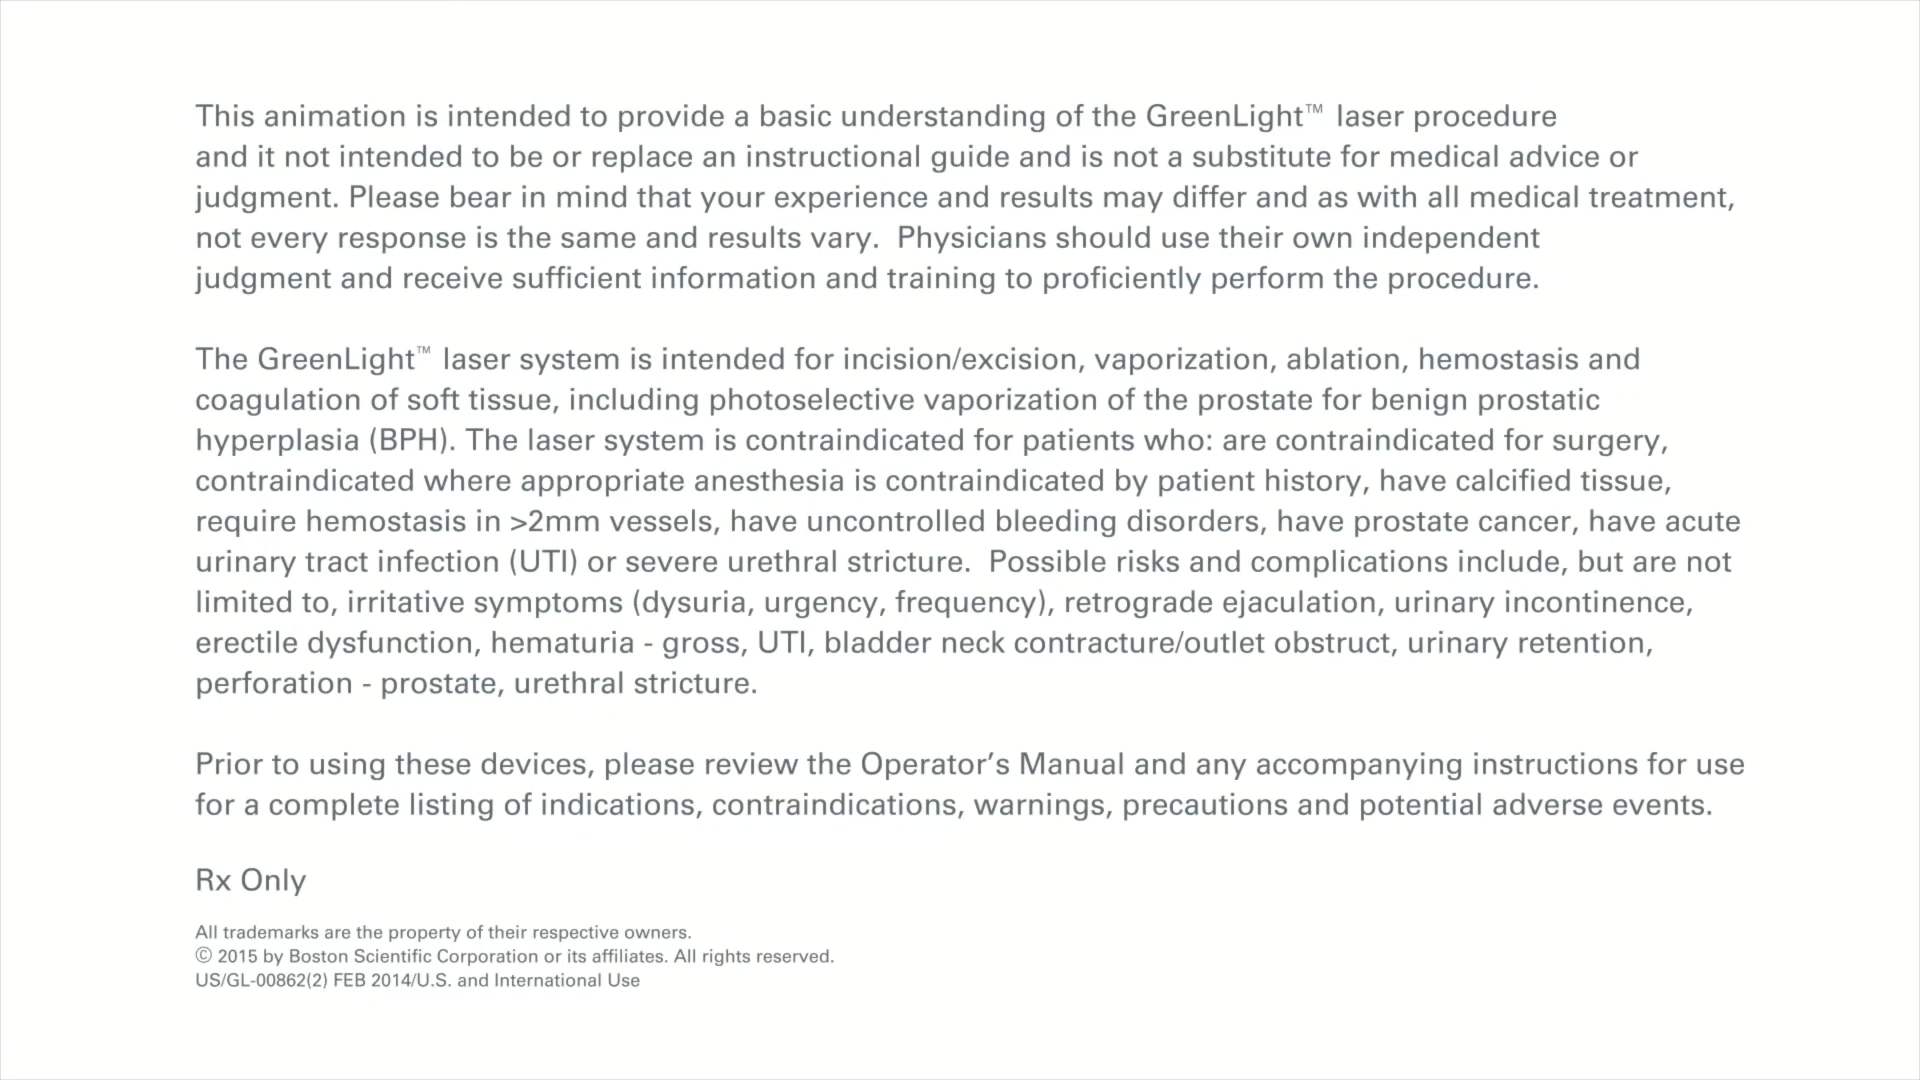 This animation is intended to provide a basic understanding of the GreenLight™ laser procedure
and it not intended to be or replace an instructional guide and is not a substitute for medical advice or
judgment. Please bear in mind that your experience and results may differ and as with all medical treatment,
not every response is the same and results vary.  Physicians should use their own independent
judgment and receive sufficient information and training to proficiently perform the procedure.
The GreenLight™ laser system is intended for incision/excision, vaporization, ablation, hemostasis and
coagulation of soft tissue, including photoselective vaporization of the prostate for benign prostatic
hyperplasia (BPH). The laser system is contraindicated for patients who: are contraindicated for surgery,
contraindicated where appropriate anesthesia is contraindicated by patient history, have calcified tissue,
require hemostasis in >2mm vessels, have uncontrolled bleeding disorders, have prostate cancer, have acute
urinary tract infection (UTI) or severe urethral stricture.  Possible risks and complications include, but are not
limited to, irritative symptoms (dysuria, urgency, frequency), retrograde ejaculation, urinary incontinence,
erectile dysfunction, hematuria - gross, UTI, bladder neck contracture/outlet obstruct, urinary retention,
perforation - prostate, urethral stricture.
Prior to using these devices, please review the Operator’s Manual and any accompanying instructions for use
for a complete listing of indications, contraindications, warnings, precautions and potential adverse events.
Rx Only
All trademarks are the property of their respective owners.
© 2015 by Boston Scientific Corporation or its affiliates. All rights reserved.
US/GL-00862(2) FEB 2014/U.S. and International Use